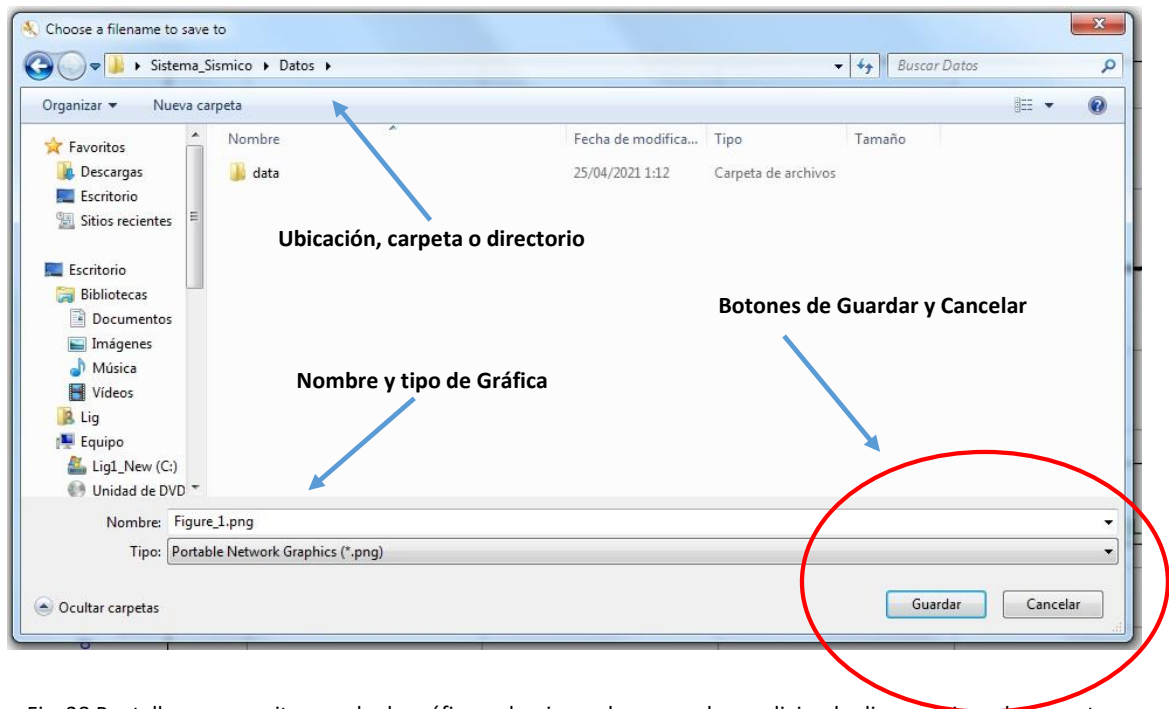 Choose a filename to save to
Sistema_Sismico Datos
Buscar Datos
Organizar
Nueva carpeta
Favoritos
Descargas
Escritorio
Sitios recientes
Escritorio
Bibliotecas
Documentos
Imágenes
Música
Vídeos
Lig
Equipo
Lig1_New (C:)
Unidad de DVD
Nombre Fecha de modifica... Tipo Tamaño
data 25/04/2021 1:12 Carpeta de archivos
Ubicación, carpeta o directorio
Botones de Guardar y Cancelar
Nombre y tipo de Gráfica
Nombre: Figure_1.png
Tipo: Portable Network Graphics (*.png)
Ocultar carpetas
Guardar Cancelar